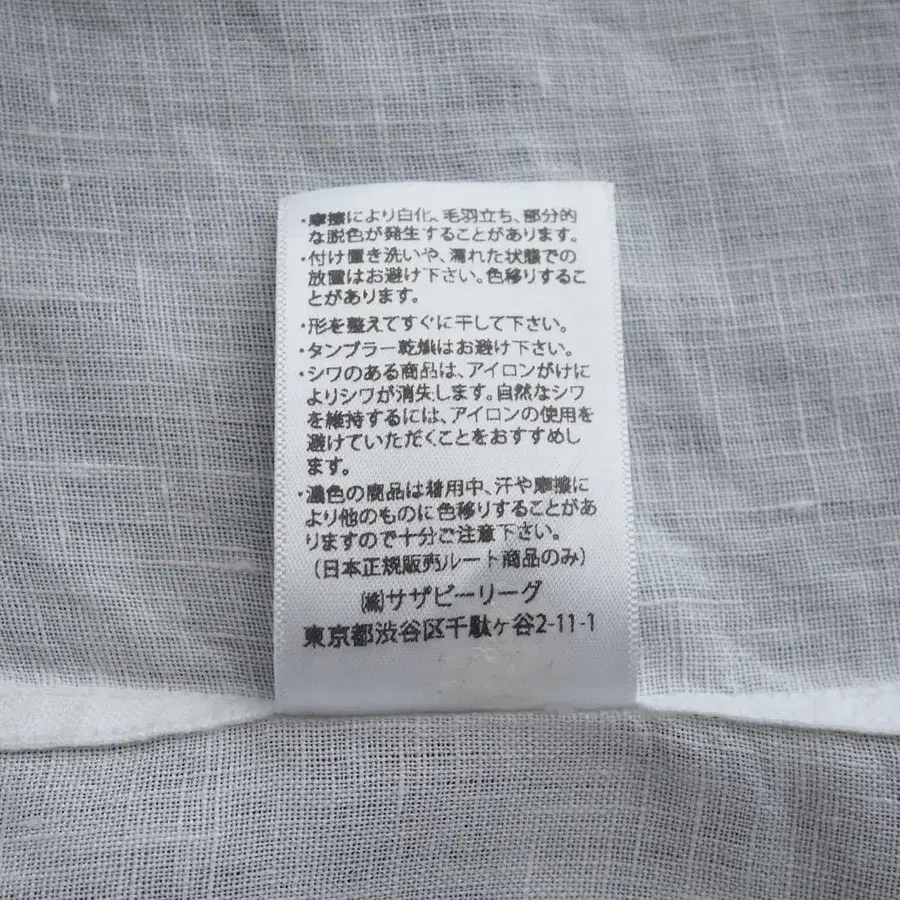 ・摩擦により白化、毛羽立ち、部分的
な脱色が発生することがあります。
・付け置き洗いや、濡れた状態での
放置はお避け下さい。色移りするこ
とがあります。
・形を整えてすぐに干して下さい。
・タンブラー乾燥はお避け下さい。
・シワのある商品は、アイロンがけに
よりシワが消失します。自然なシワ
を維持するには、アイロンの使用を
避けていただくことをおすすめし
ます。
・濃色の商品は着用中、汗や摩擦に
より他のものに色移りすることがあ
りますので十分ご注意下さい。
（日本正規販売ルート商品のみ）
㈱サザビーリーグ
東京都渋谷区千駄ヶ谷2-11-1